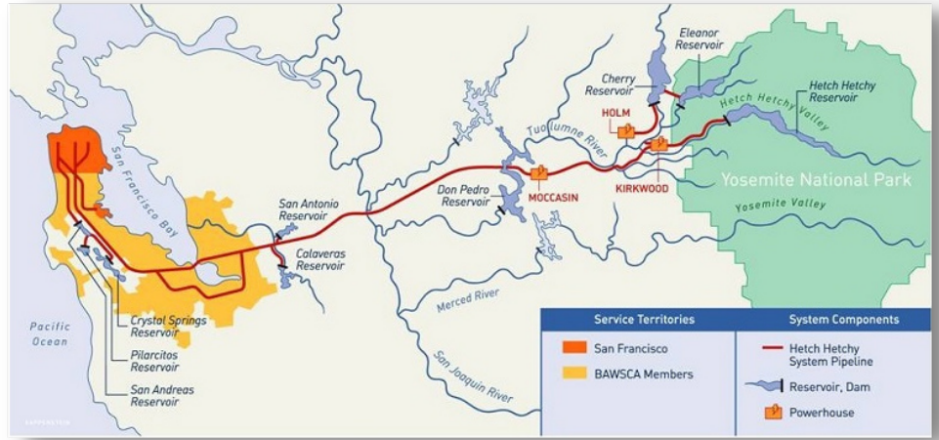 Eleanor
Reservoir
Cherry
Reservoir
Hetch Hetchy
Reservoir
HOLM
Hetch Hetchy
Valley
Tuolumne
River
KIRKWOOD
MOCCASIN
Yosemite National Park
Yosemite Valley
Don Pedro
Reservoir
San Francisco Bay
San Antonio
Reservoir
Calaveras
Reservoir
Merced River
San Joaquin River
Crystal Springs
Reservoir
Pilarcitos
Reservoir
San Andreas
Reservoir
Pacific
Ocean
Service Territories
San Francisco
BAWSCA Members
System Components
Hetch Hetchy
System Pipeline
Reservoir, Dam
Powerhouse